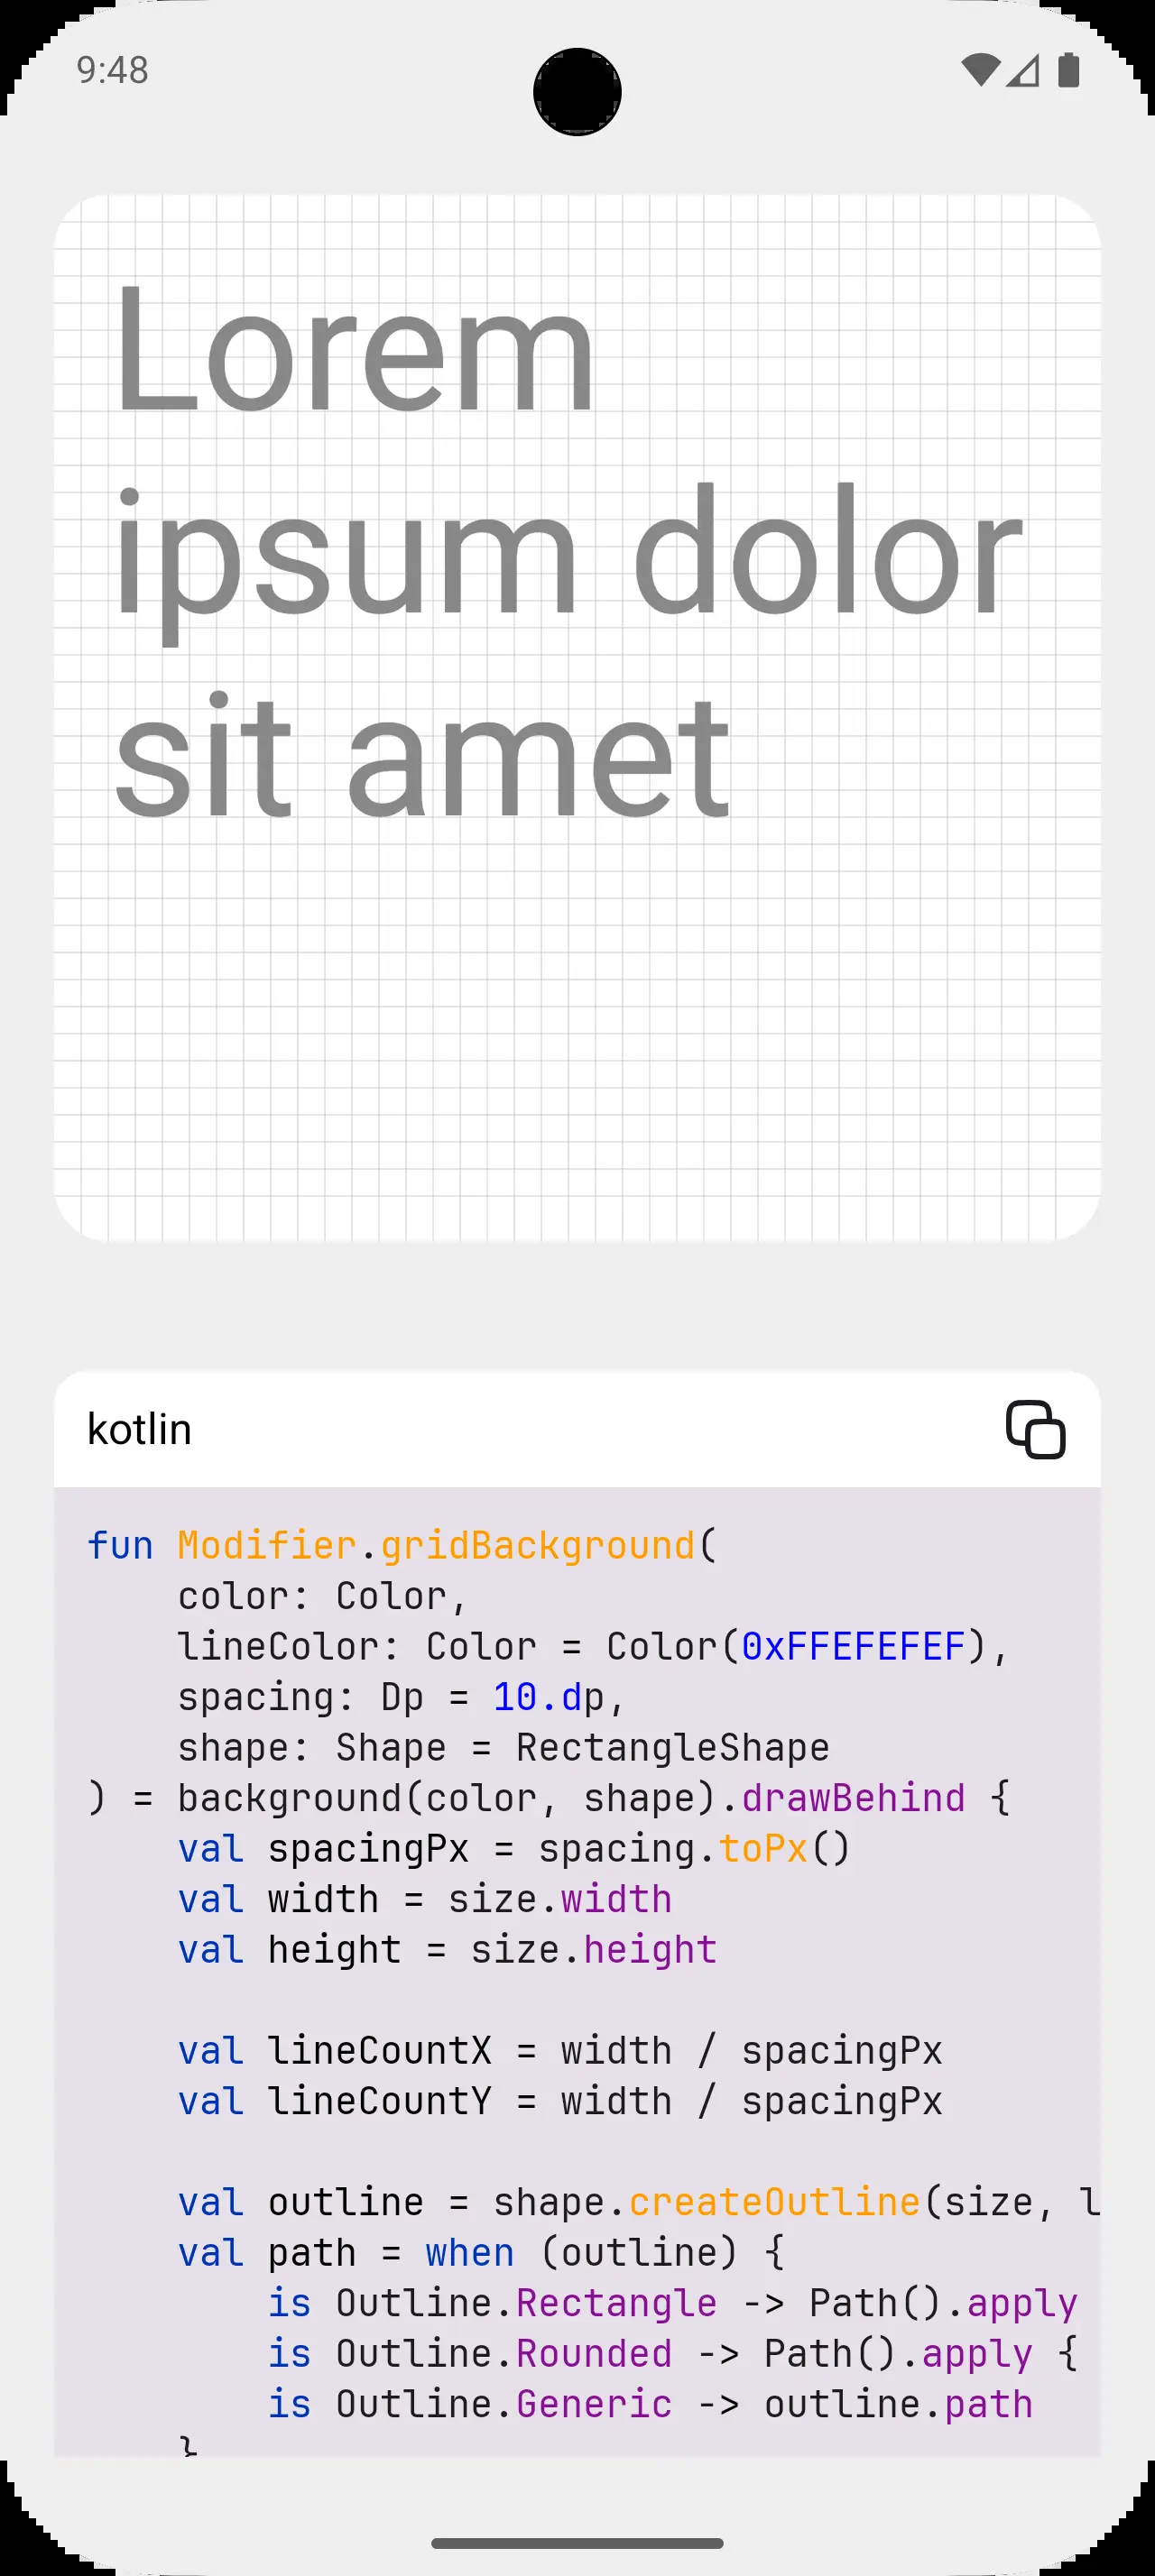 9:48
Lorem
ipsum dolor
sit amet
kotlin
fun Modifier.gridBackground(
    color: Color,
    lineColor: Color = Color(0xFFEFEFEF),
    spacing: Dp = 10.dp,
    shape: Shape = RectangleShape
) = background(color, shape).drawBehind {
    val spacingPx = spacing.toPx()
    val width = size.width
    val height = size.height
    val lineCountX = width / spacingPx
    val lineCountY = width / spacingPx
    val outline = shape.createOutline(size, l
    val path = when (outline) {
        is Outline.Rectangle -> Path().apply
        is Outline.Rounded -> Path().apply {
        is Outline.Generic -> outline.path
    }